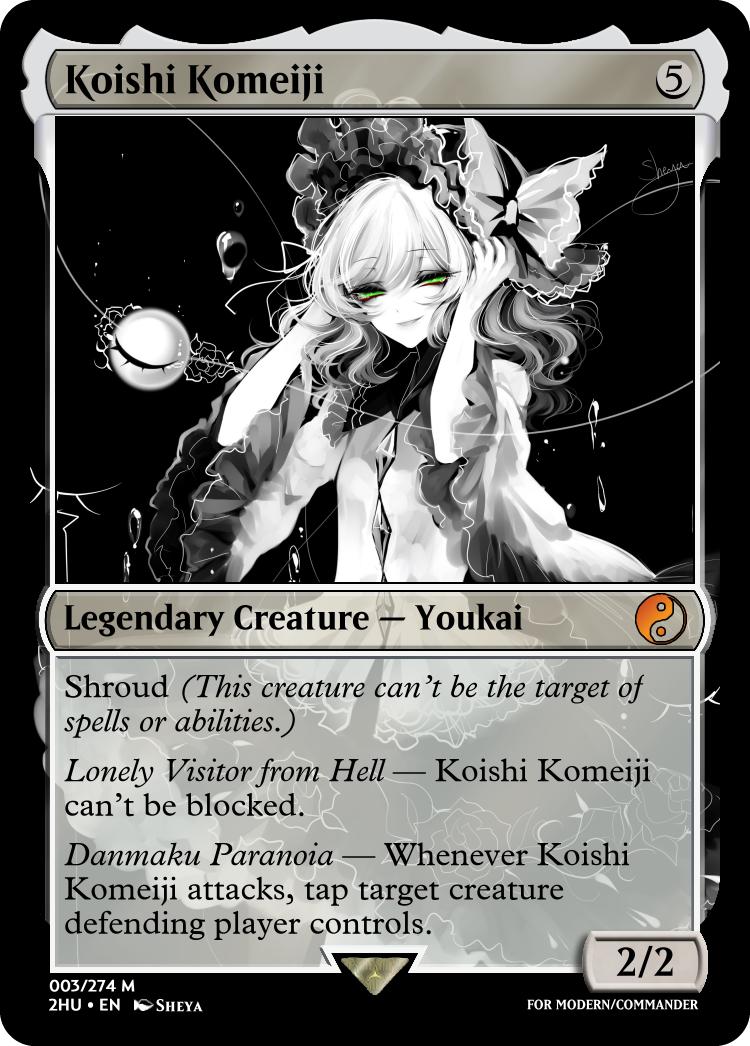 Koishi Komeiji 5
Sheya
Legendary Creature — Youkai
Shroud (This creature can't be the target of
spells or abilities.)
Lonely Visitor from Hell — Koishi Komeiji
can't be blocked.
Danmaku Paranoia — Whenever Koishi
Komeiji attacks, tap target creature
defending player controls.
2/2
003/274 M
2HU • EN SHEYA
FOR MODERN/COMMANDER